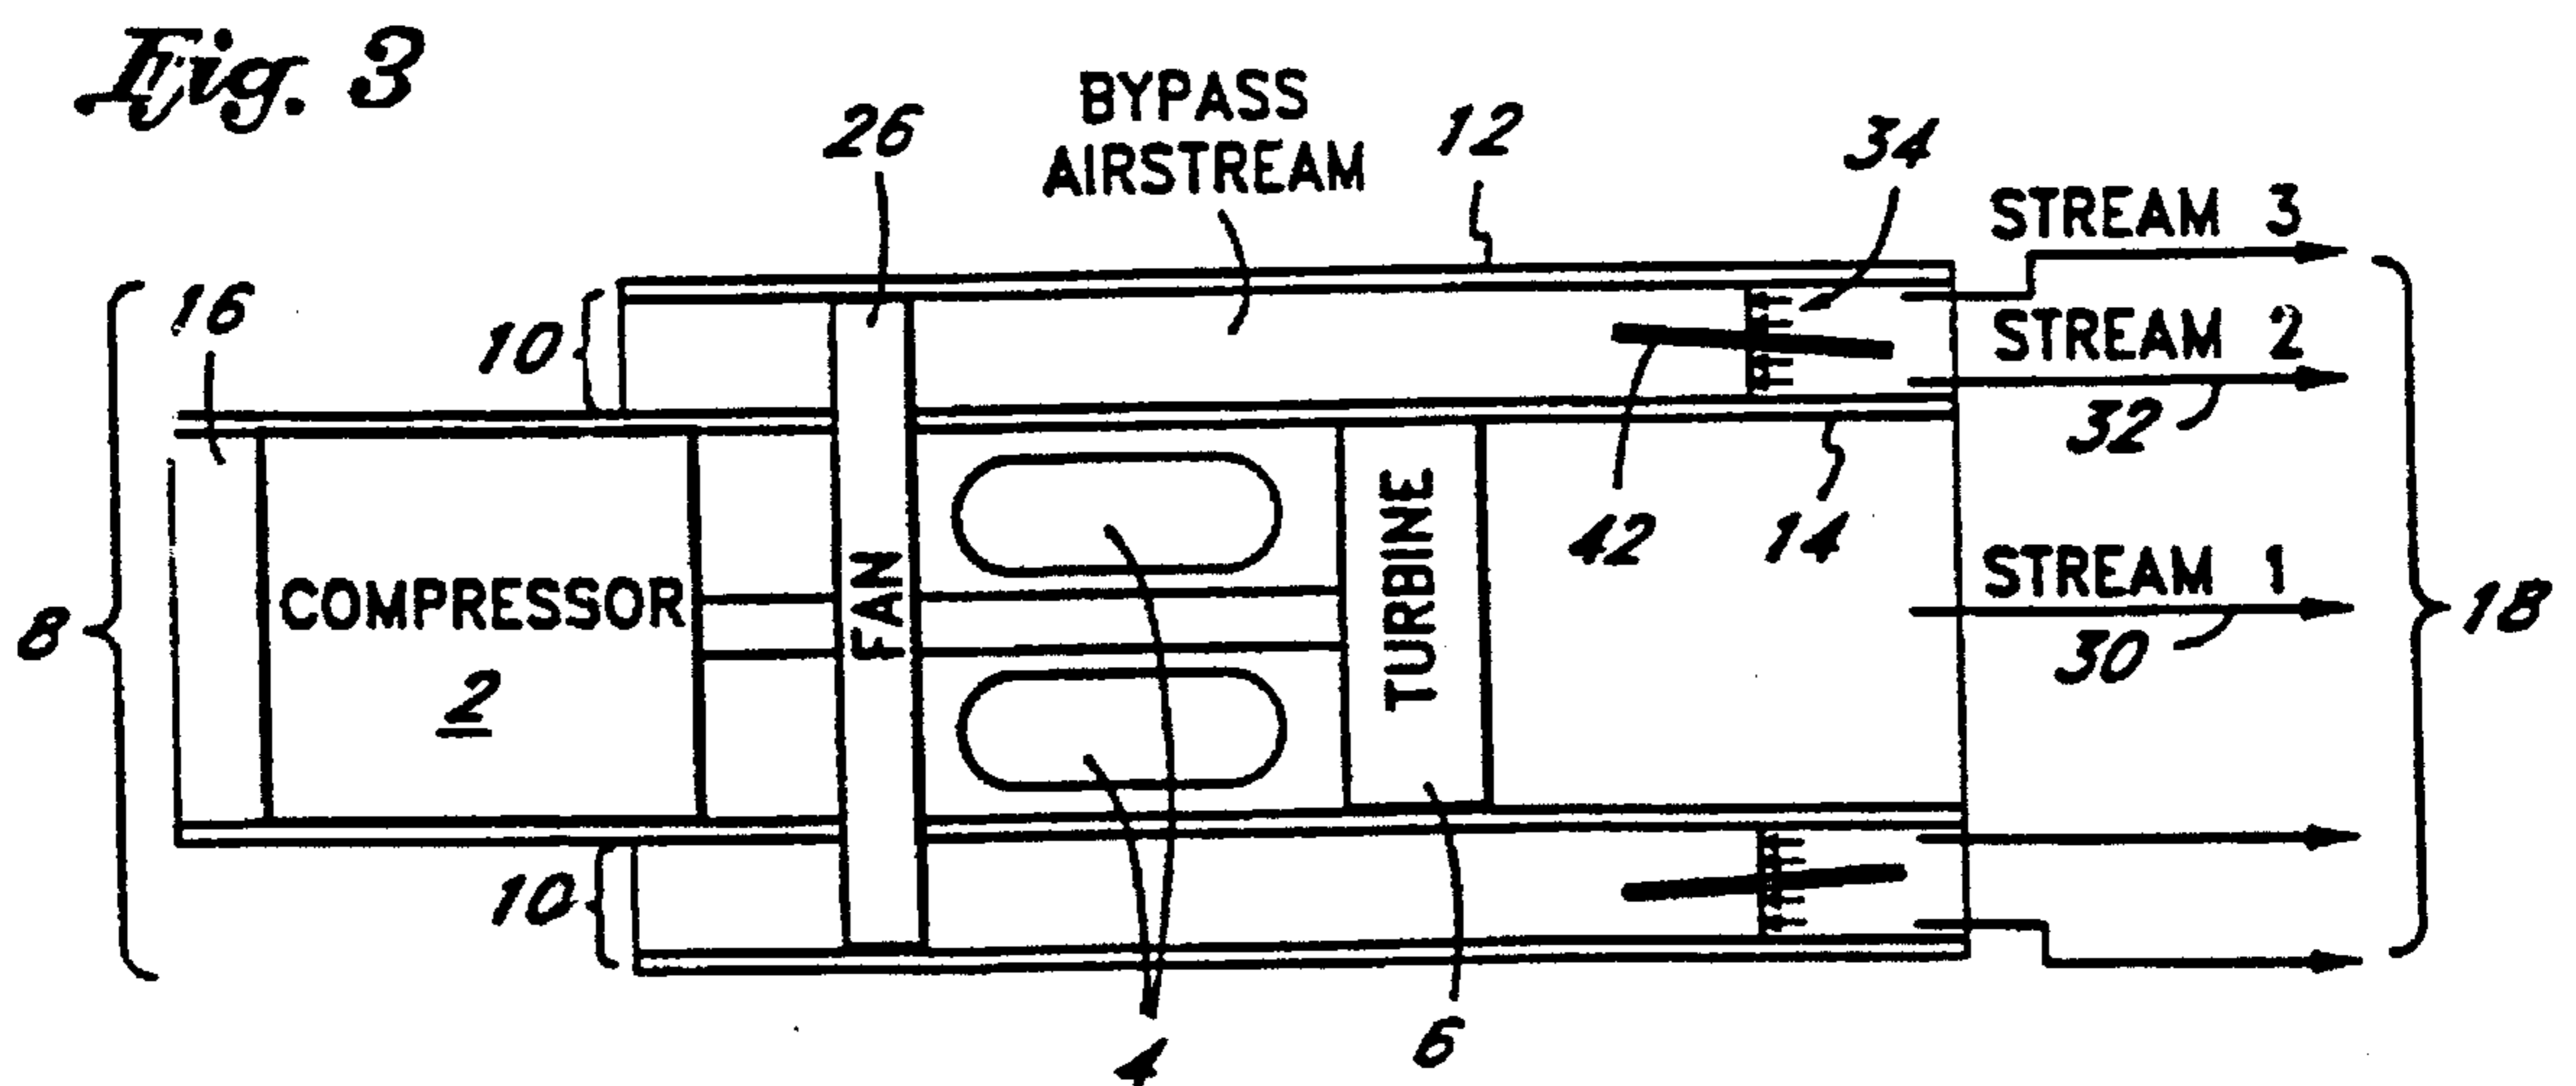 Fig. 3
BYPASS
AIRSTREAM
26
12
34
STREAM 3
16
10
STREAM 2
32
42
14
8
COMPRESSOR
2
FAN
TURBINE
STREAM 1
30
18
10
4
6